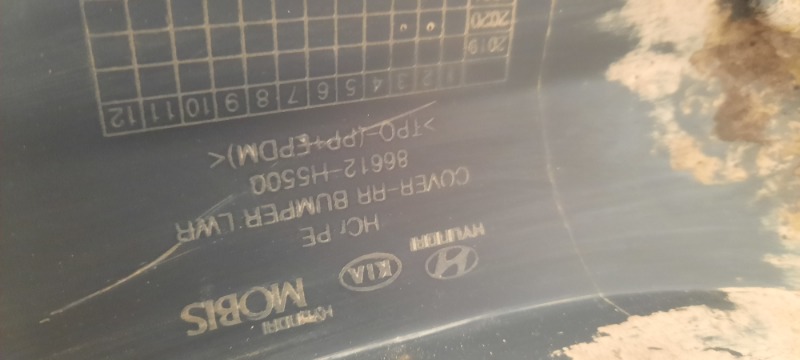 HYUNDAI
MOBIS
KIA
HYUNDAI
HCr PE
COVER-RR BUMPER LWR
86612-H5500
>TPO-(PP+EPDM)<
1 2 3 4 5 6 7 8 9 10 11 12
2019
2020